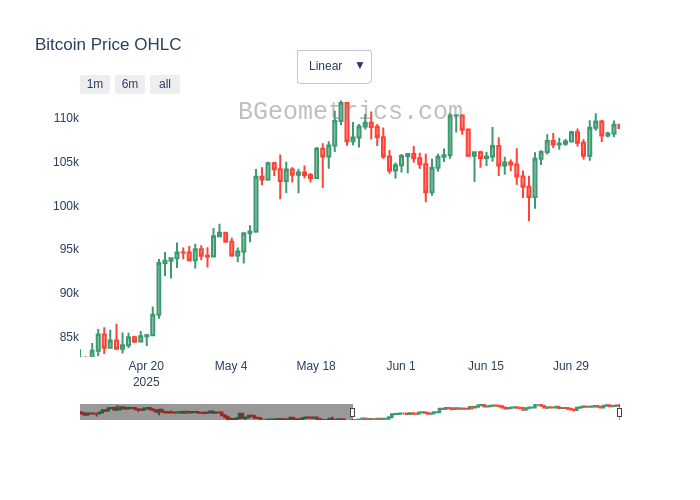 Bitcoin Price OHLC
Linear ▼
1m 6m all
BGeometrics.com
110k
105k
100k
95k
90k
85k
Apr 20 May 4 May 18 Jun 1 Jun 15 Jun 29
2025